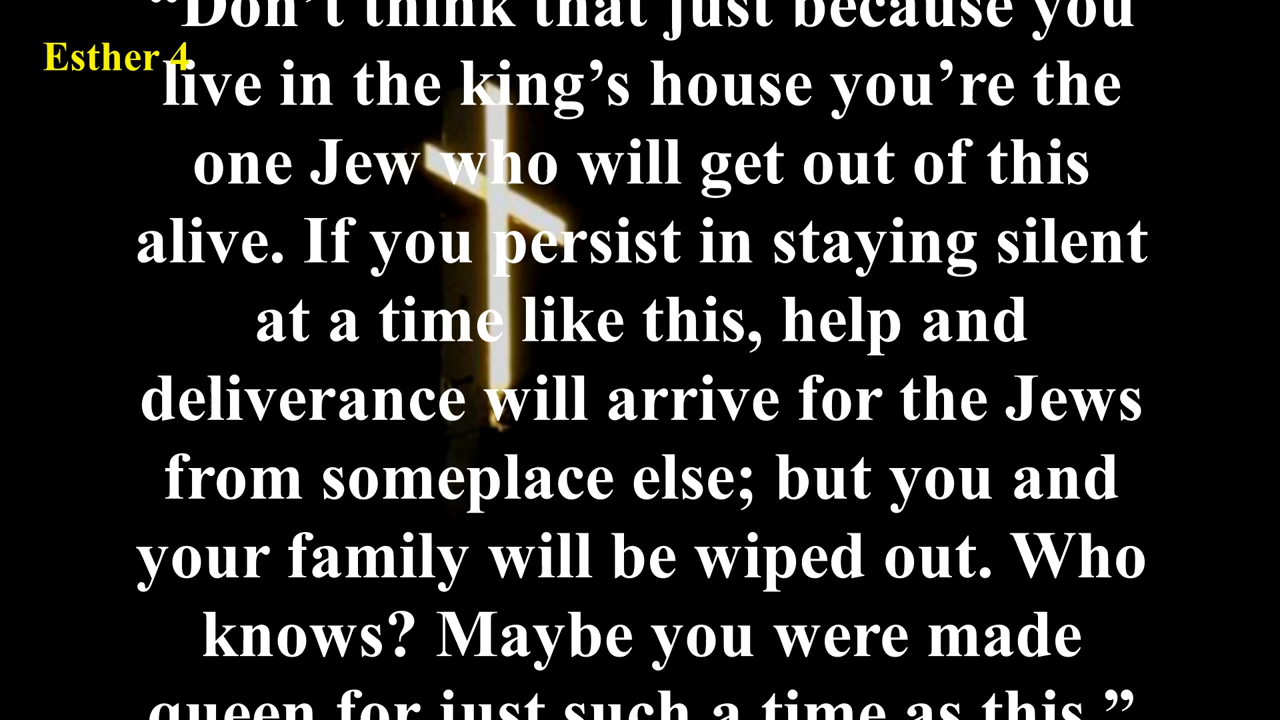 “Don’t think that just because you
Esther 4
live in the king’s house you’re the
one Jew who will get out of this
alive. If you persist in staying silent
at a time like this, help and
deliverance will arrive for the Jews
from someplace else; but you and
your family will be wiped out. Who
knows? Maybe you were made
queen for just such a time as this.”